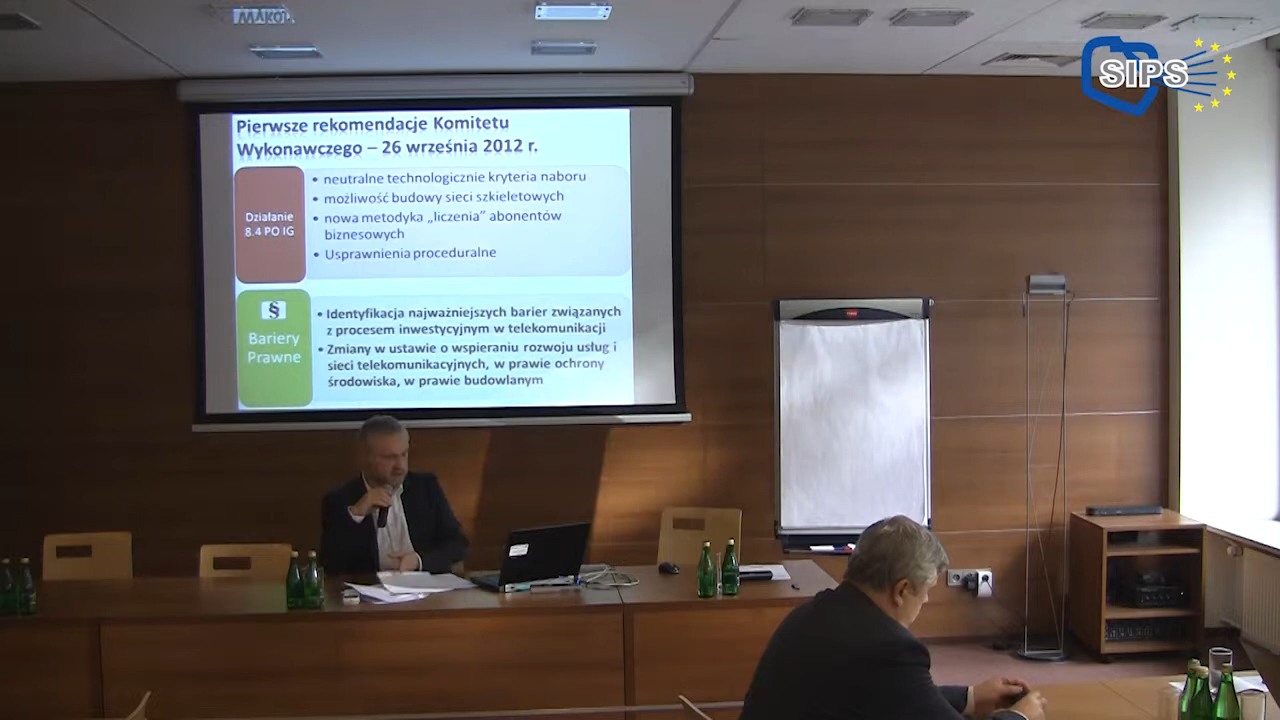 SIPS
Pierwsze rekomendacje Komitetu
Wykonawczego – 26 września 2012 r.
Działanie
8.4 PO IG
• neutralne technologicznie kryteria naboru
• możliwość budowy sieci szkieletowych
• nowa metodyka „liczenia” abonentów
biznesowych
• Usprawnienia proceduralne
§
Bariery
Prawne
• Identyfikacja najważniejszych barier związanych
z procesem inwestycyjnym w telekomunikacji
• Zmiany w ustawie o wspieraniu rozwoju usług i
sieci telekomunikacyjnych, w prawie ochrony
środowiska, w prawie budowlanym